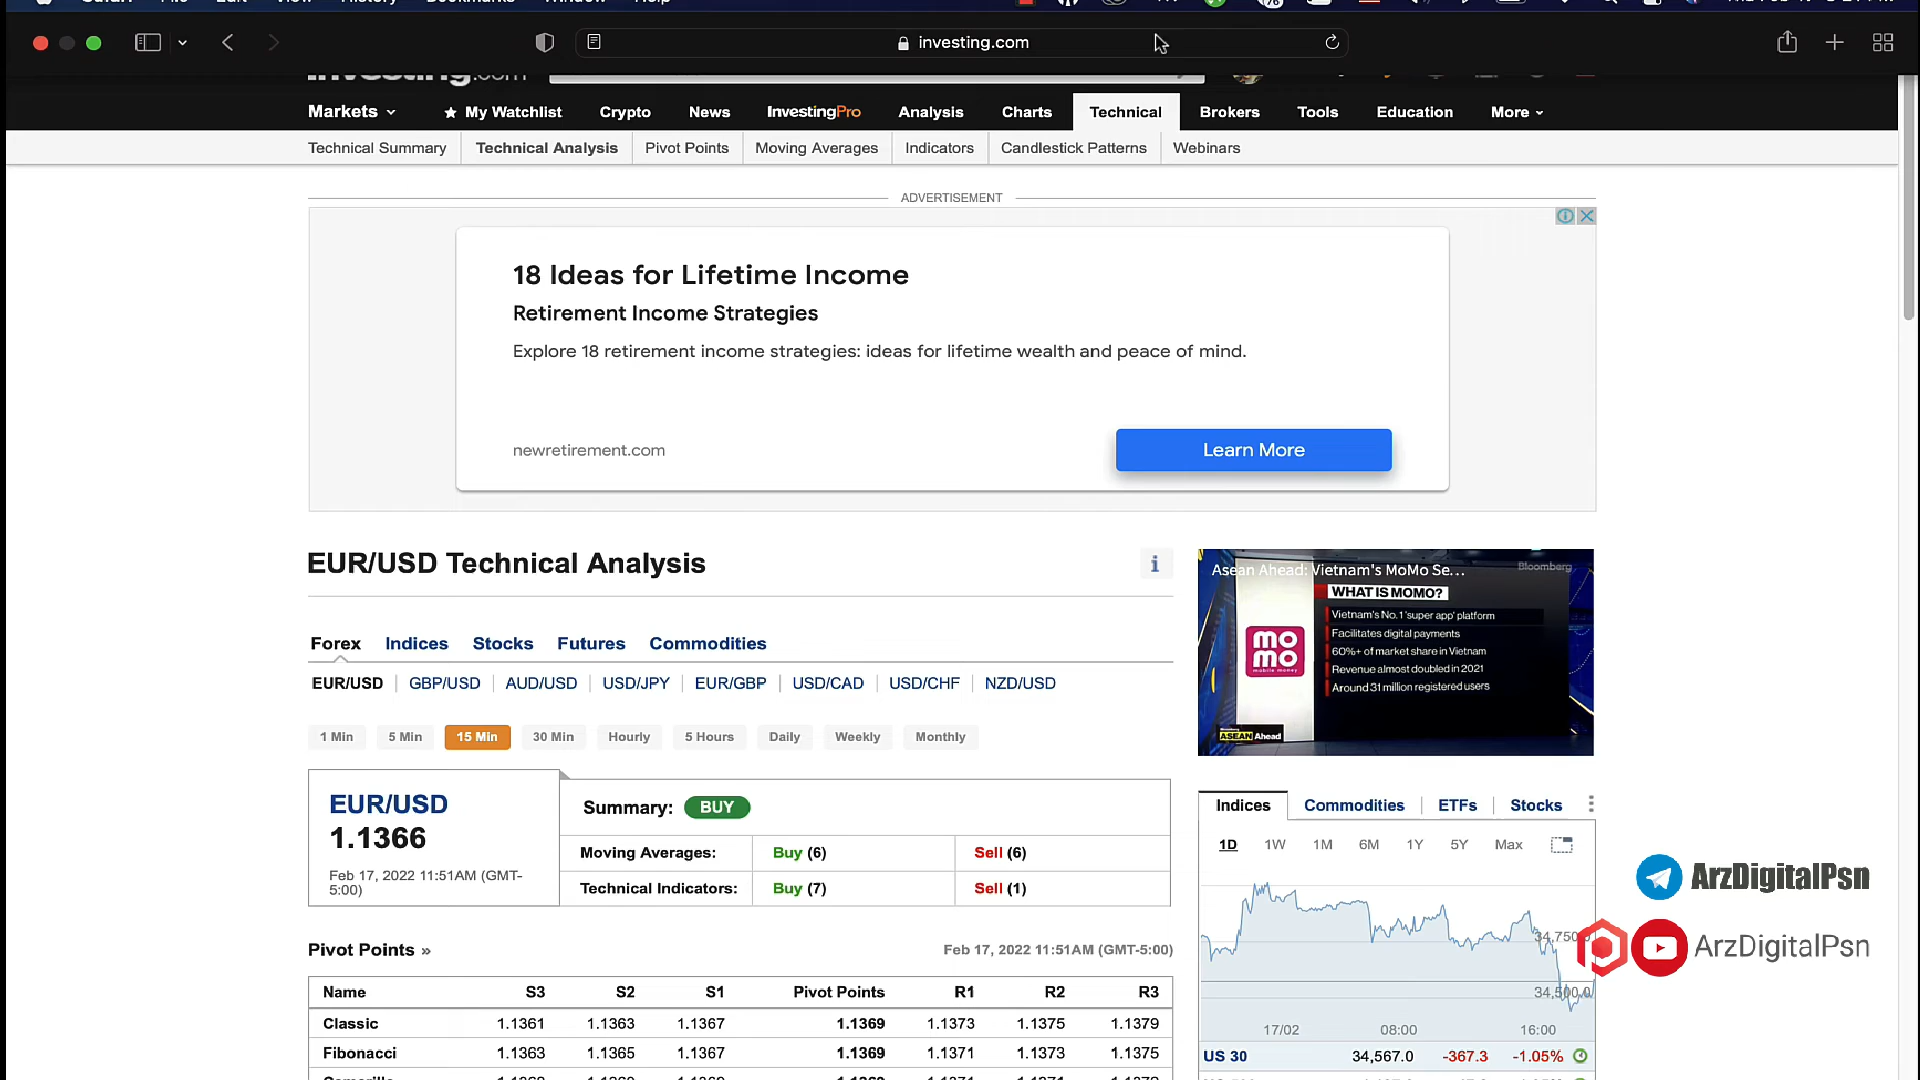 investing.com
Markets My Watchlist Crypto News InvestingPro Analysis Charts Technical Brokers Tools Education More
Technical Summary Technical Analysis Pivot Points Moving Averages Indicators Candlestick Patterns Webinars
ADVERTISEMENT
18 Ideas for Lifetime Income
Retirement Income Strategies
Explore 18 retirement income strategies: ideas for lifetime wealth and peace of mind.
newretirement.com
Learn More
EUR/USD Technical Analysis
Forex Indices Stocks Futures Commodities
EUR/USD GBP/USD AUD/USD USD/JPY EUR/GBP USD/CAD USD/CHF NZD/USD
1 Min 5 Min 15 Min 30 Min Hourly 5 Hours Daily Weekly Monthly
EUR/USD
1.1366
Feb 17, 2022 11:51AM (GMT-
5:00)
Summary: BUY
Moving Averages: Buy (6) Sell (6)
Technical Indicators: Buy (7) Sell (1)
Pivot Points »
Feb 17, 2022 11:51AM (GMT-5:00)
Name S3 S2 S1 Pivot Points R1 R2 R3
Classic 1.1361 1.1363 1.1367 1.1369 1.1373 1.1375 1.1379
Fibonacci 1.1363 1.1365 1.1367 1.1369 1.1371 1.1373 1.1375
Asean Ahead: Vietnam"s MoMo Se...
Bloomberg
WHAT IS MOMO?
Vietnam's No.1 'super app' platform
Facilitates digital payments
60%+ of market share in Vietnam
Revenue almost doubled in 2021
Around 31 million registered users
mo
mo
mobile money
ASEAN Ahead
Indices Commodities ETFs Stocks
1D 1W 1M 6M 1Y 5Y Max
34,750.0
34,500.0
17/02 08:00 16:00
US 30 34,567.0 -367.3 -1.05%
ArzDigitalPsn
ArzDigitalPsn